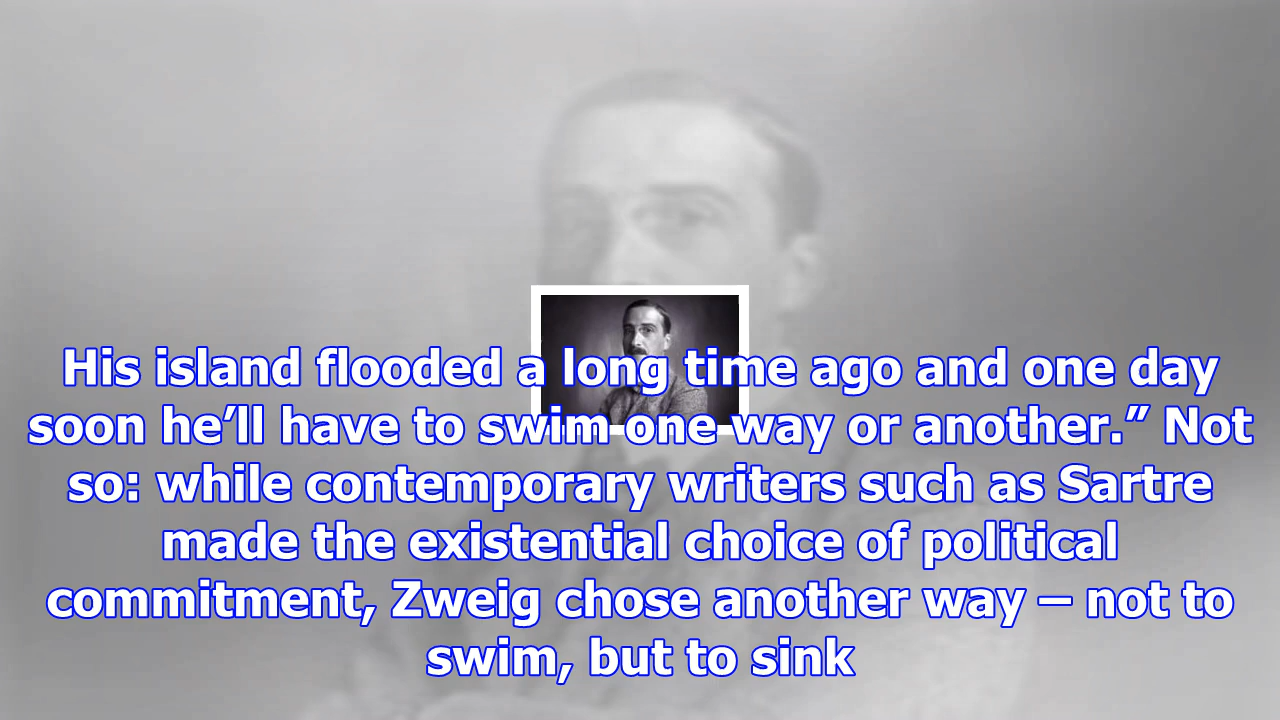 His island flooded a long time ago and one day
soon he’ll have to swim one way or another.” Not
so: while contemporary writers such as Sartre
made the existential choice of political
commitment, Zweig chose another way – not to
swim, but to sink